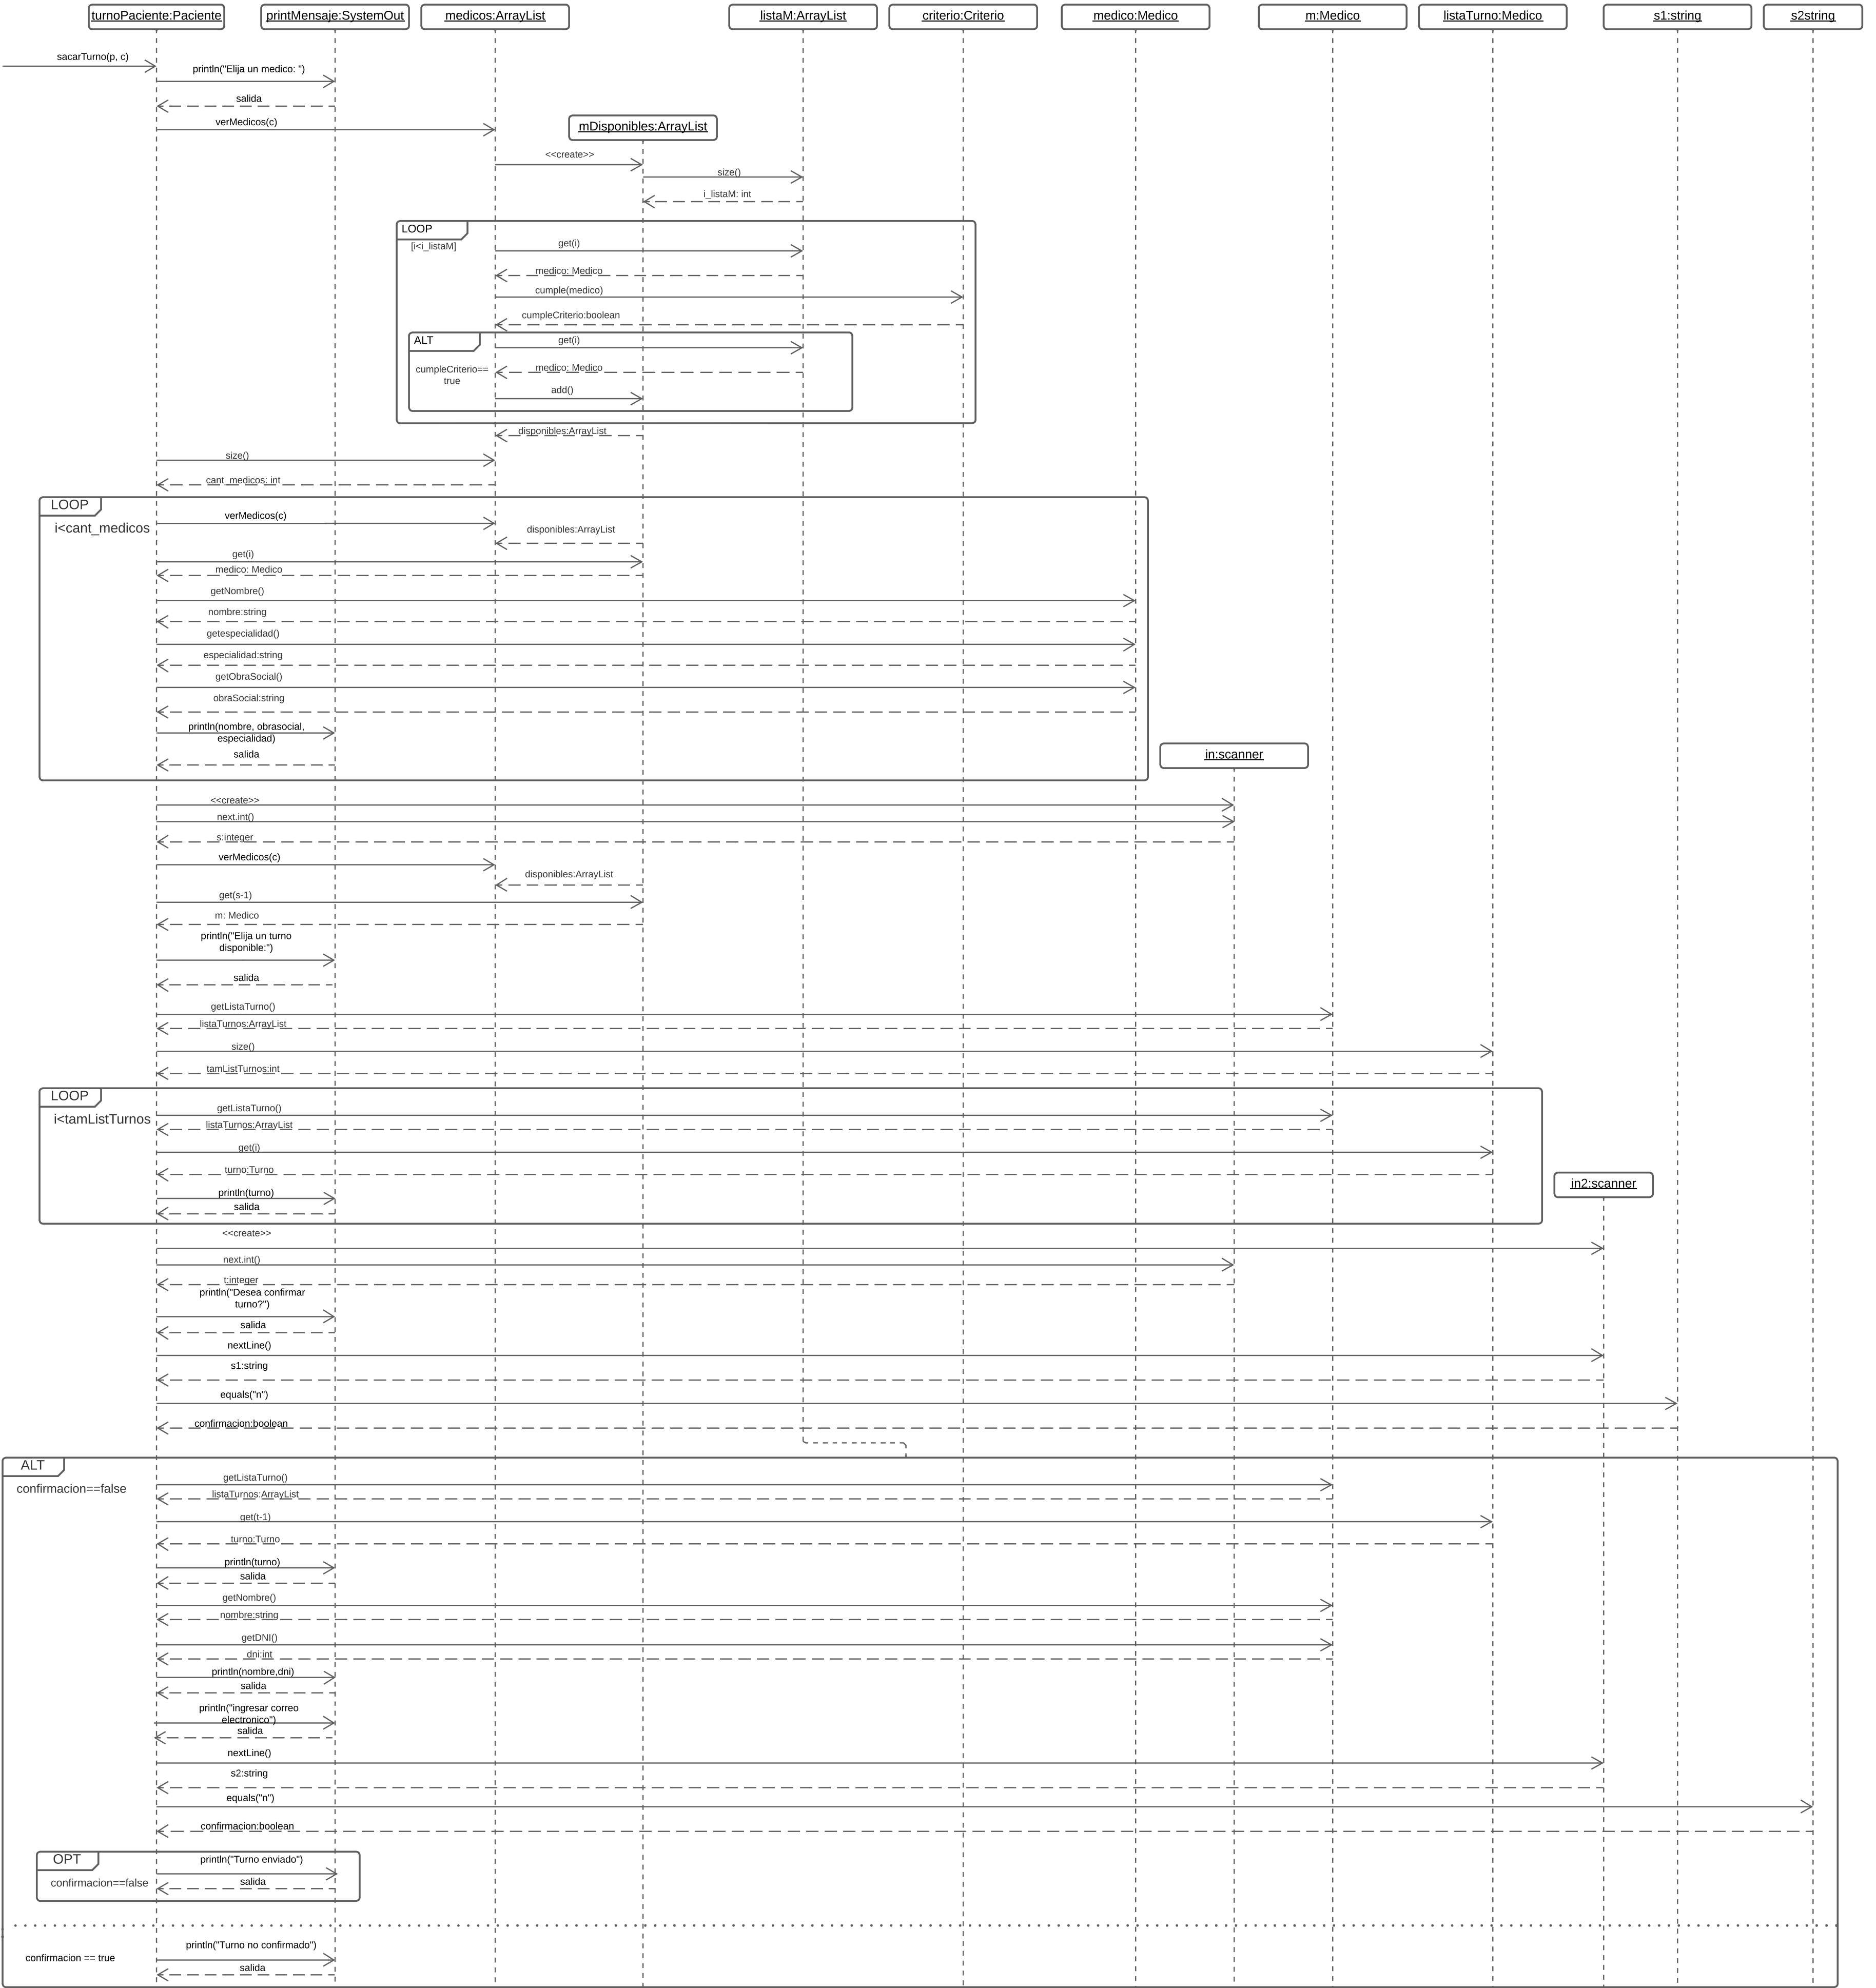 turnoPaciente:Paciente
printMensaje:SystemOut
medicos:ArrayList
listaM:ArrayList
criterio:Criterio
medico:Medico
m:Medico
listaTurno:Medico
s1:string
s2string
sacarTurno(p, c)
println("Elija un medico: ")
salida
verMedicos(c)
mDisponibles:ArrayList
<<create>>
size()
i_listaM: int
LOOP
[i<i_listaM]
get(i)
medico: Medico
cumple(medico)
cumpleCriterio:boolean
ALT
get(i)
cumpleCriterio==
true
medico: Medico
add()
disponibles:ArrayList
size()
cant_medicos: int
LOOP
i<cant_medicos
verMedicos(c)
disponibles:ArrayList
get(i)
medico: Medico
getNombre()
nombre:string
getespecialidad()
especialidad:string
getObraSocial()
obraSocial:string
println(nombre, obrasocial,
especialidad)
salida
in:scanner
<<create>>
next.int()
s:integer
verMedicos(c)
disponibles:ArrayList
get(s-1)
m: Medico
println("Elija un turno
disponible:")
salida
getListaTurno()
listaTurnos:ArrayList
size()
tamListTurnos:int
LOOP
i<tamListTurnos
getListaTurno()
listaTurnos:ArrayList
get(i)
turno:Turno
in2:scanner
println(turno)
salida
<<create>>
next.int()
t:integer
println("Desea confirmar
turno?")
salida
nextLine()
s1:string
equals("n")
confirmacion:boolean
ALT
confirmacion==false
getListaTurno()
listaTurnos:ArrayList
get(t-1)
turno:Turno
println(turno)
salida
getNombre()
nombre:string
getDNI()
dni:int
println(nombre,dni)
salida
println("ingresar correo
electronico")
salida
nextLine()
s2:string
equals("n")
confirmacion:boolean
OPT
confirmacion==false
println("Turno enviado")
salida
println("Turno no confirmado")
confirmacion == true
salida